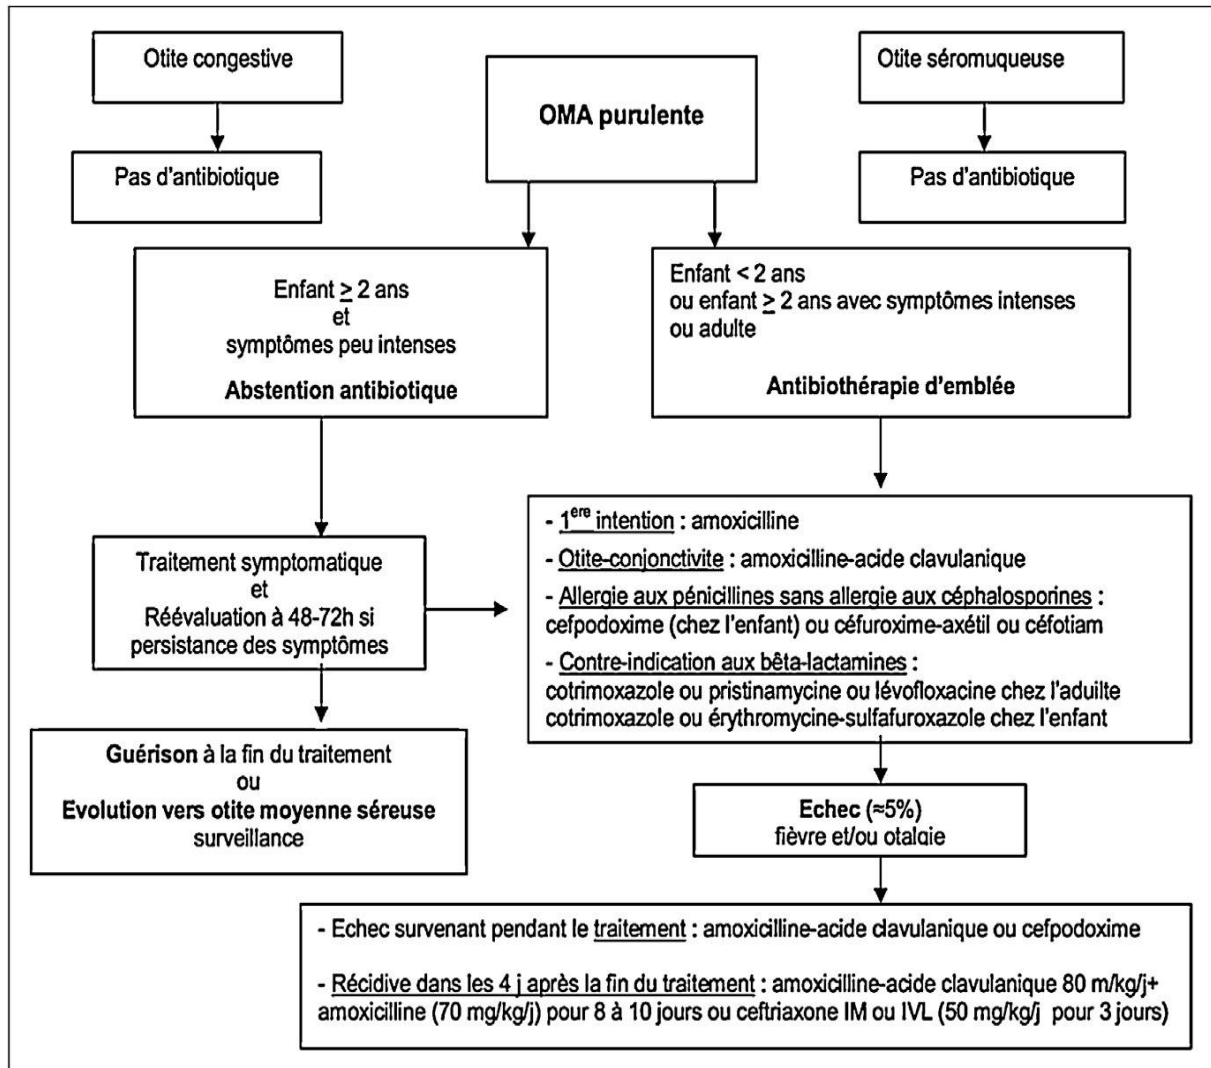 Otite congestive
Pas d'antibiotique
OMA purulente
Otite séromuqueuse
Pas d'antibiotique
Enfant ≥ 2 ans
et
symptômes peu intenses
Abstention antibiotique
Enfant < 2 ans
ou enfant ≥ 2 ans avec symptômes intenses
ou adulte
Antibiothérapie d'emblée
Traitement symptomatique
et
Réévaluation à 48-72h si
persistance des symptômes
Guérison à la fin du traitement
ou
Evolution vers otite moyenne séreuse
surveillance
- 1ere intention : amoxicilline
- Otite-conjonctivite : amoxicilline-acide clavulanique
- Allergie aux pénicillines sans allergie aux céphalosporines :
cefpodoxime (chez l'enfant) ou céfuroxime-axétil ou céfotiam
- Contre-indication aux bêta-lactamines :
cotrimoxazole ou pristinamycine ou lévofloxacine chez l'aduilte
cotrimoxazole ou érythromycine-sulfafuroxazole chez l'enfant
Echec (≈5%)
fièvre et/ou otalgie
- Echec survenant pendant le traitement : amoxicilline-acide clavulanique ou cefpodoxime
- Récidive dans les 4 j après la fin du traitement : amoxicilline-acide clavulanique 80 m/kg/j+
amoxicilline (70 mg/kg/j) pour 8 à 10 jours ou ceftriaxone IM ou IVL (50 mg/kg/j pour 3 jours)